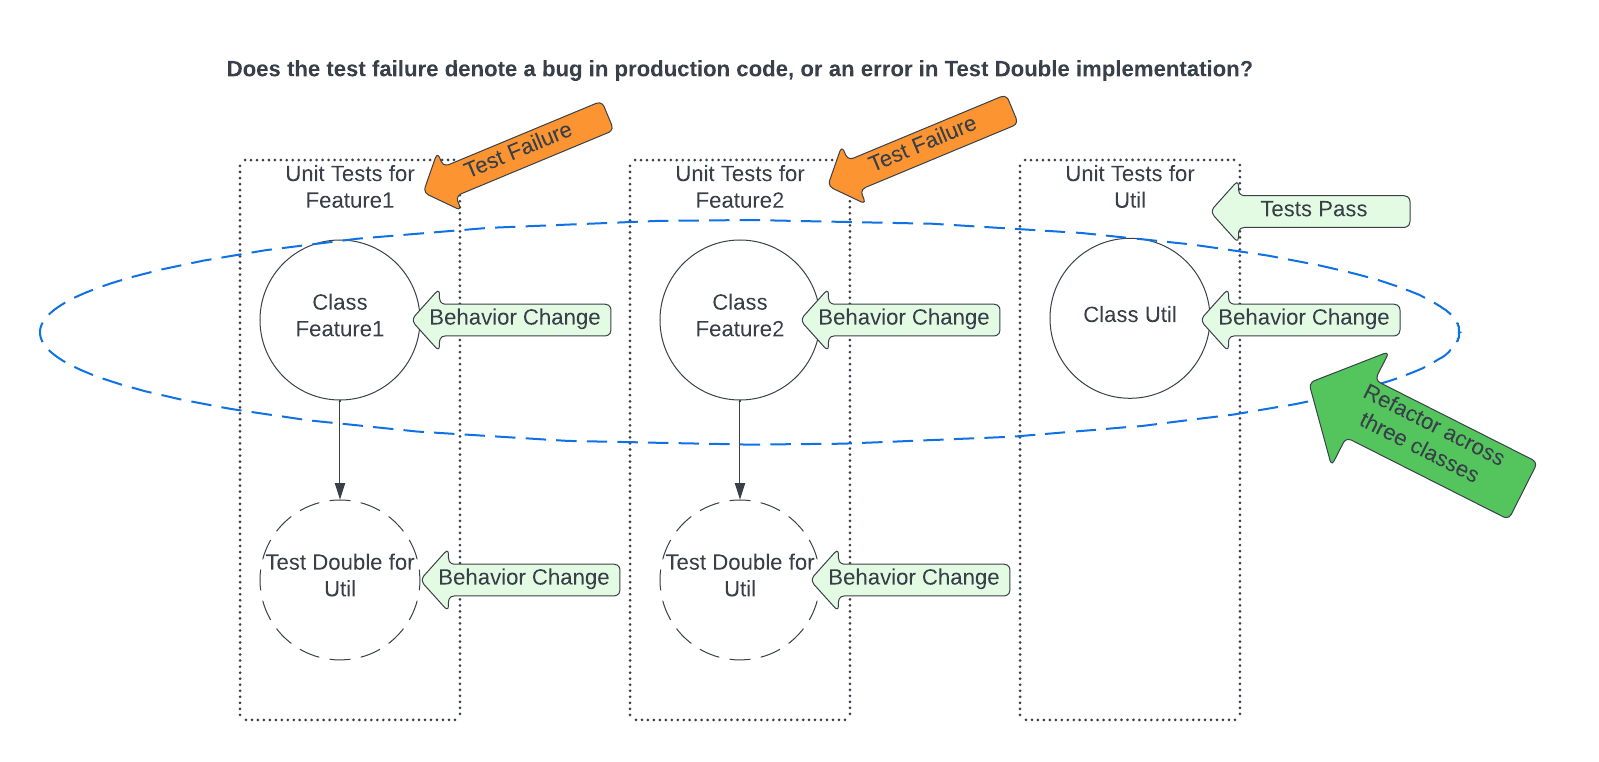 Does the test failure denote a bug in production code, or an error in Test Double implementation?
Test Failure
Test Failure
Unit Tests for
Feature1
Unit Tests for
Feature2
Unit Tests for
Util
Tests Pass
Class
Feature1
Behavior Change
Class
Feature2
Behavior Change
Class Util
Behavior Change
Refactor across
three classes
Test Double for
Util
Behavior Change
Test Double for
Util
Behavior Change